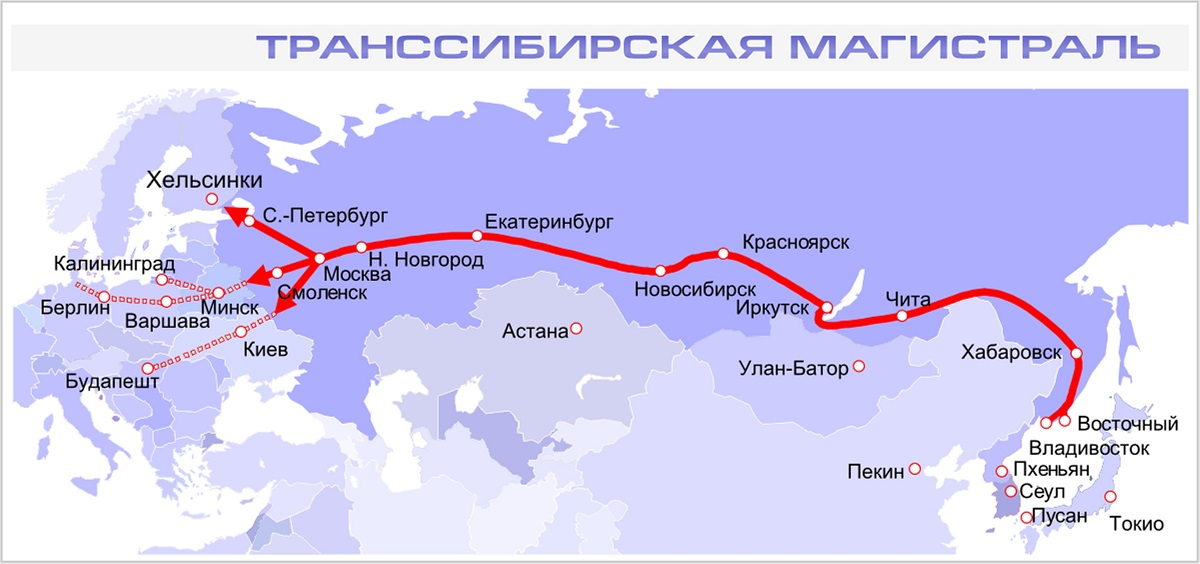 ТРАНССИБИРСКАЯ МАГИСТРАЛЬ
Хельсинки
С.-Петербург
Екатеринбург
Красноярск
Н. Новгород
Калининград
Москва
Новосибирск
Смоленск
Берлин
Минск
Варшава
Иркутск
Чита
Астана
Киев
Хабаровск
Улан-Батор
Будапешт
Восточный
Владивосток
Пекин
Пхеньян
Сеул
Пусан
Токио